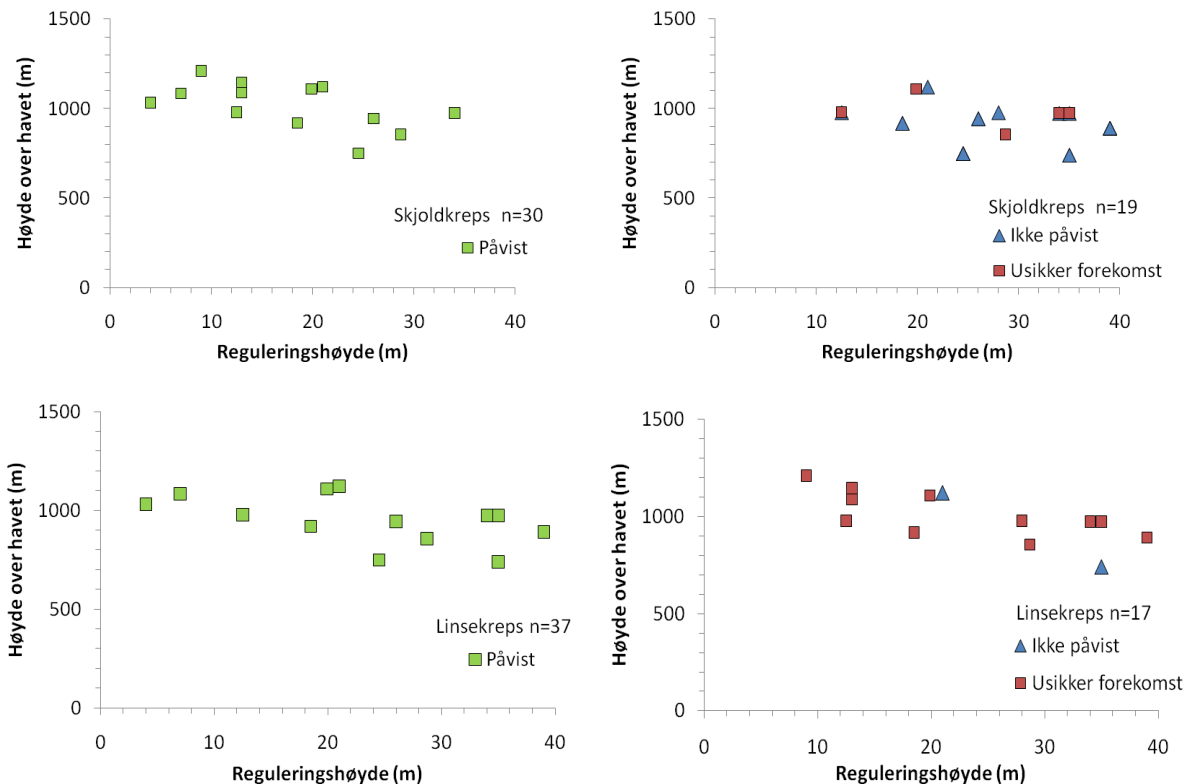 1500
1000
500
0
0
10
20
30
40
Høyde over havet (m)
Reguleringshøyde (m)
Skjoldkreps n=30
Påvist
1500
1000
500
0
0
10
20
30
40
Høyde over havet (m)
Reguleringshøyde (m)
Skjoldkreps n=19
Ikke påvist
Usikker forekomst
1500
1000
500
0
0
10
20
30
40
Høyde over havet (m)
Reguleringshøyde (m)
Linsekreps n=37
Påvist
1500
1000
500
0
0
10
20
30
40
Høyde over havet (m)
Reguleringshøyde (m)
Linsekreps n=17
Ikke påvist
Usikker forekomst